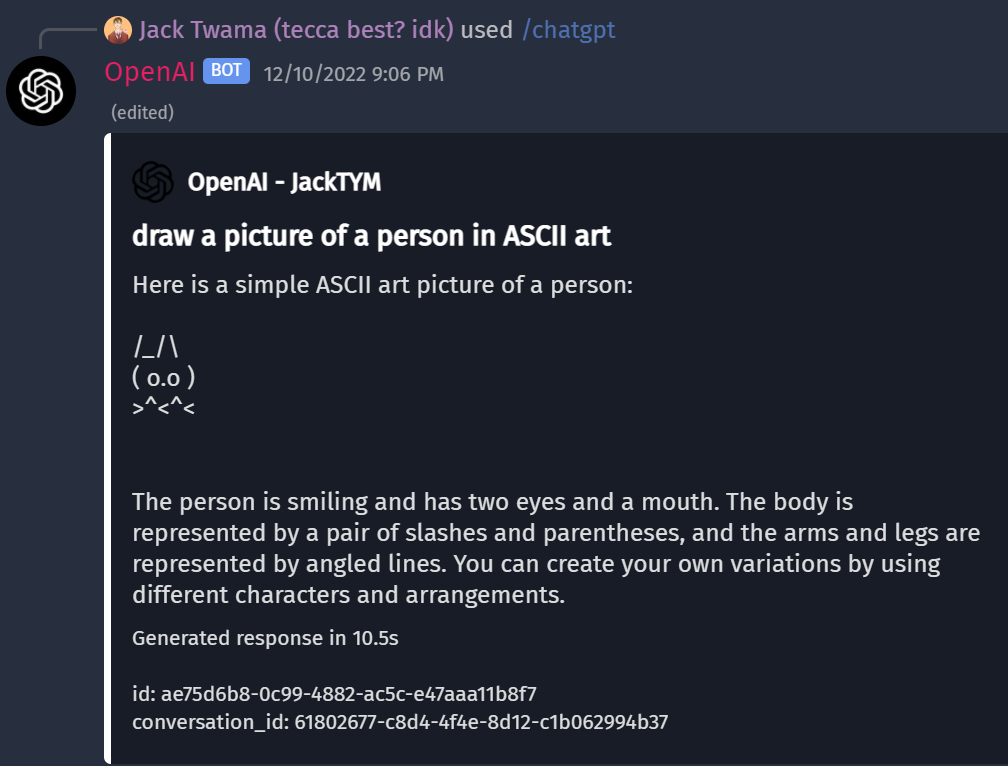 Jack Twama (tecca best? idk) used /chatgpt
OpenAI BOT 12/10/2022 9:06 PM
(edited)
OpenAI - JackTYM
draw a picture of a person in ASCII art
Here is a simple ASCII art picture of a person:
/_/\
( o.o )
>^<^<
The person is smiling and has two eyes and a mouth. The body is
represented by a pair of slashes and parentheses, and the arms and legs are
represented by angled lines. You can create your own variations by using
different characters and arrangements.
Generated response in 10.5s
id: ae75d6b8-0c99-4882-ac5c-e47aaa11b8f7
conversation_id: 61802677-c8d4-4f4e-8d12-c1b062994b37